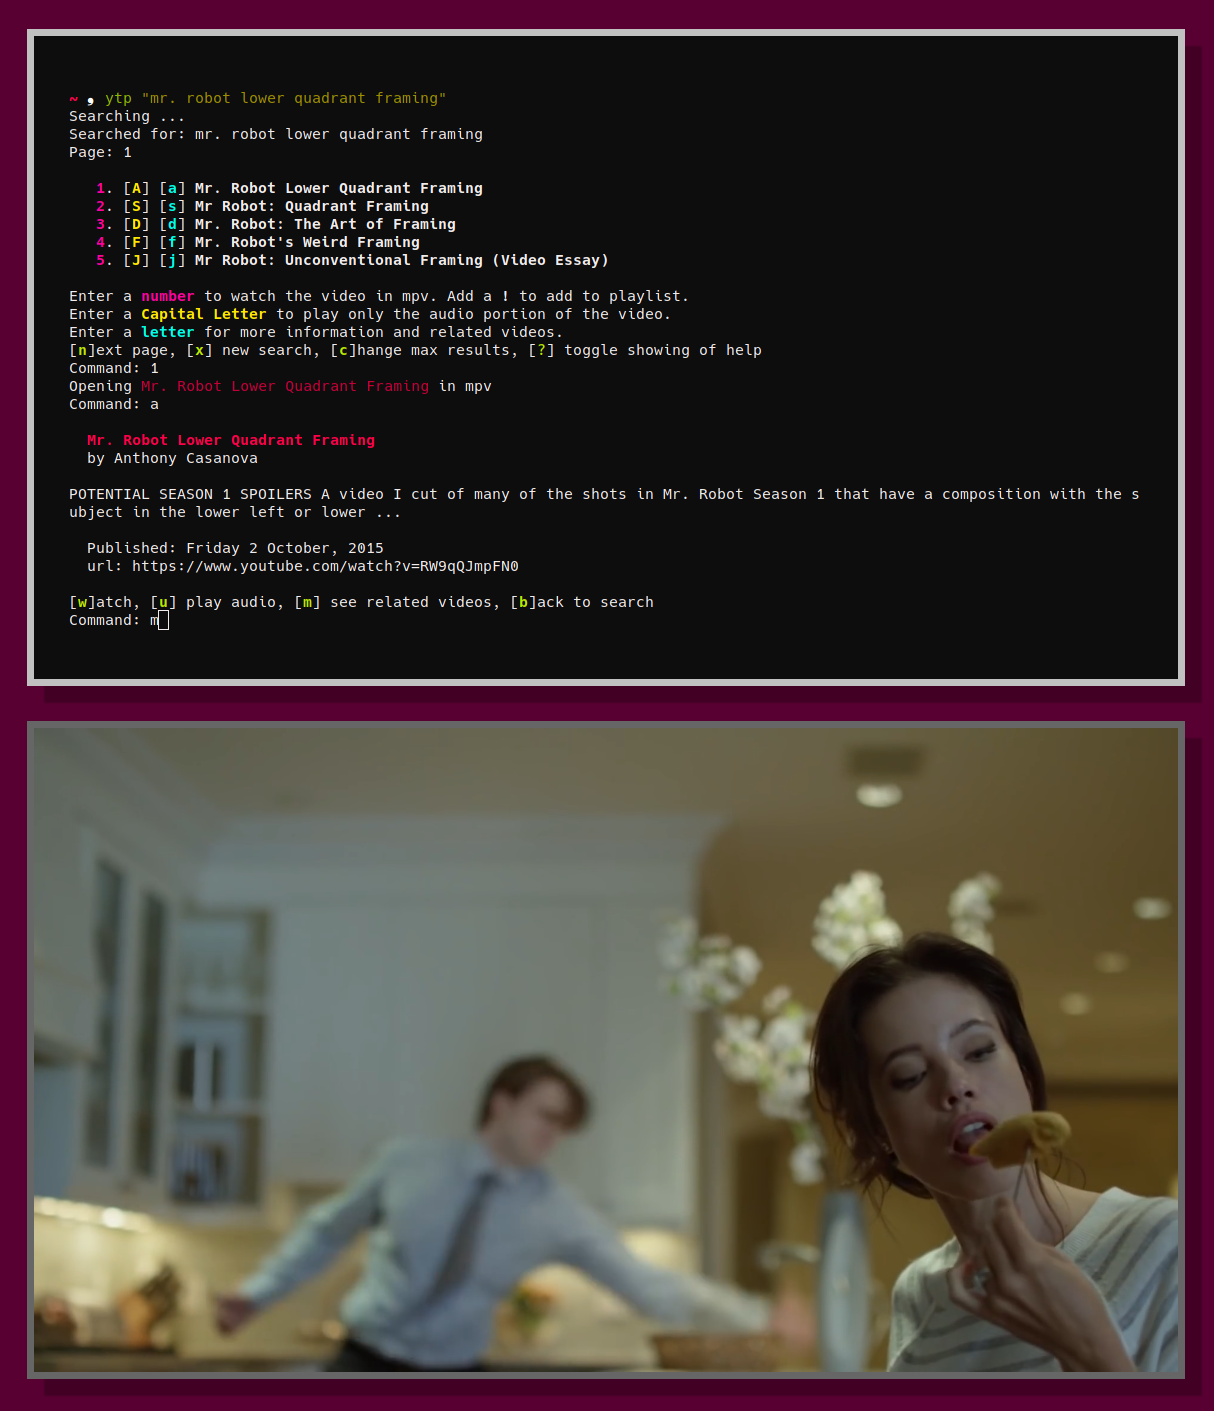 ~ , ytp "mr. robot lower quadrant framing"
Searching ...
Searched for: mr. robot lower quadrant framing
Page: 1
1. [A] [a] Mr. Robot Lower Quadrant Framing
2. [S] [s] Mr Robot: Quadrant Framing
3. [D] [d] Mr. Robot: The Art of Framing
4. [F] [f] Mr. Robot's Weird Framing
5. [J] [j] Mr Robot: Unconventional Framing (Video Essay)
Enter a number to watch the video in mpv. Add a ! to add to playlist.
Enter a Capital Letter to play only the audio portion of the video.
Enter a letter for more information and related videos.
[n]ext page, [x] new search, [c]hange max results, [?] toggle showing of help
Command: 1
Opening Mr. Robot Lower Quadrant Framing in mpv
Command: a
Mr. Robot Lower Quadrant Framing
by Anthony Casanova
POTENTIAL SEASON 1 SPOILERS A video I cut of many of the shots in Mr. Robot Season 1 that have a composition with the s
ubject in the lower left or lower ...
Published: Friday 2 October, 2015
url: https://www.youtube.com/watch?v=RW9qQJmpFN0
[w]atch, [u] play audio, [m] see related videos, [b]ack to search
Command: m